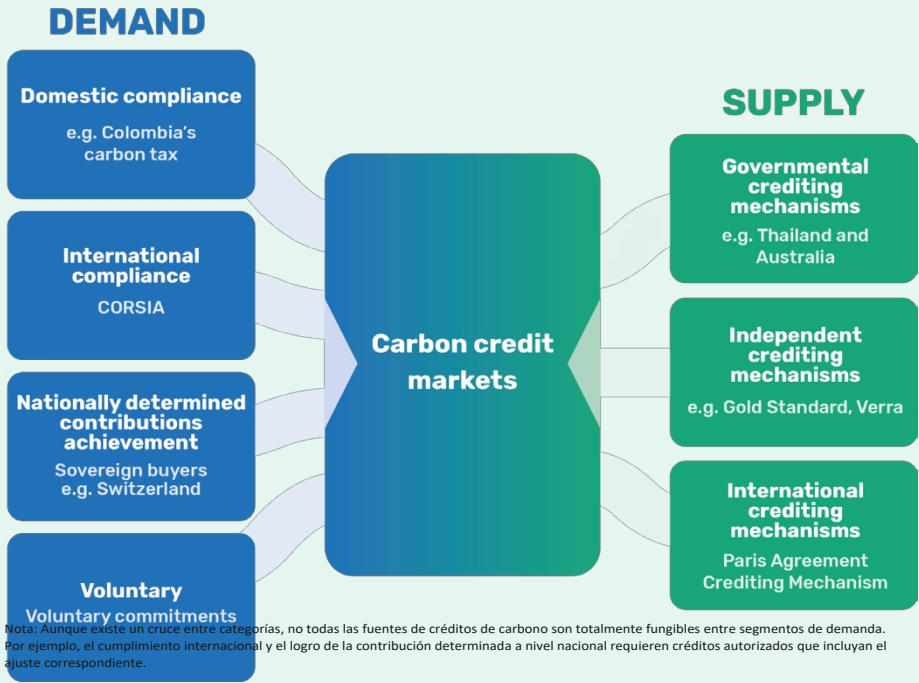 DEMAND
Domestic compliance
e.g. Colombia's
carbon tax
International
compliance
CORSIA
Nationally determined
contributions
achievement
Sovereign buyers
e.g. Switzerland
Voluntary
Voluntary commitments
Carbon credit
markets
SUPPLY
Governmental
crediting
mechanisms
e.g. Thailand and
Australia
Independent
crediting
mechanisms
e.g. Gold Standard, Verra
International
crediting
mechanisms
Paris Agreement
Crediting Mechanism
Nota: Aunque existe un cruce entre categorías, no todas las fuentes de créditos de carbono son totalmente fungibles entre segmentos de demanda.
Por ejemplo, el cumplimiento internacional y el logro de la contribución determinada a nivel nacional requieren créditos autorizados que incluyan el
ajuste correspondiente.